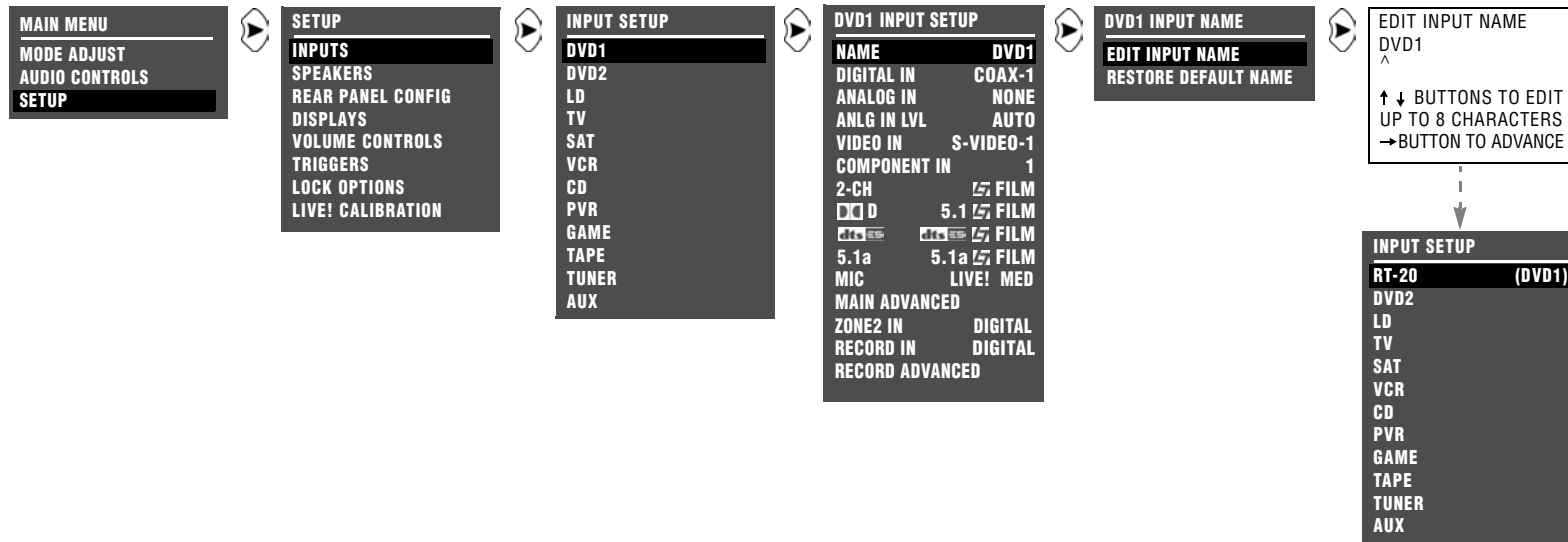 MAIN MENU
MODE ADJUST
AUDIO CONTROLS
SETUP
SETUP
INPUTS
SPEAKERS
REAR PANEL CONFIG
DISPLAYS
VOLUME CONTROLS
TRIGGERS
LOCK OPTIONS
LIVE! CALIBRATION
INPUT SETUP
DVD1
DVD2
LD
TV
SAT
VCR
CD
PVR
GAME
TAPE
TUNER
AUX
DVD1 INPUT SETUP
NAME DVD1
DIGITAL IN COAX-1
ANALOG IN NONE
ANLG IN LVL AUTO
VIDEO IN S-VIDEO-1
COMPONENT IN 1
2-CH FILM
D 5.1 FILM
dts ES dts ES FILM
5.1a 5.1a FILM
MIC LIVE! MED
MAIN ADVANCED
ZONE2 IN DIGITAL
RECORD IN DIGITAL
RECORD ADVANCED
DVD1 INPUT NAME
EDIT INPUT NAME
RESTORE DEFAULT NAME
EDIT INPUT NAME
DVD1
^
↑ ↓ BUTTONS TO EDIT
UP TO 8 CHARACTERS
→BUTTON TO ADVANCE
INPUT SETUP
RT-20 (DVD1)
DVD2
LD
TV
SAT
VCR
CD
PVR
GAME
TAPE
TUNER
AUX